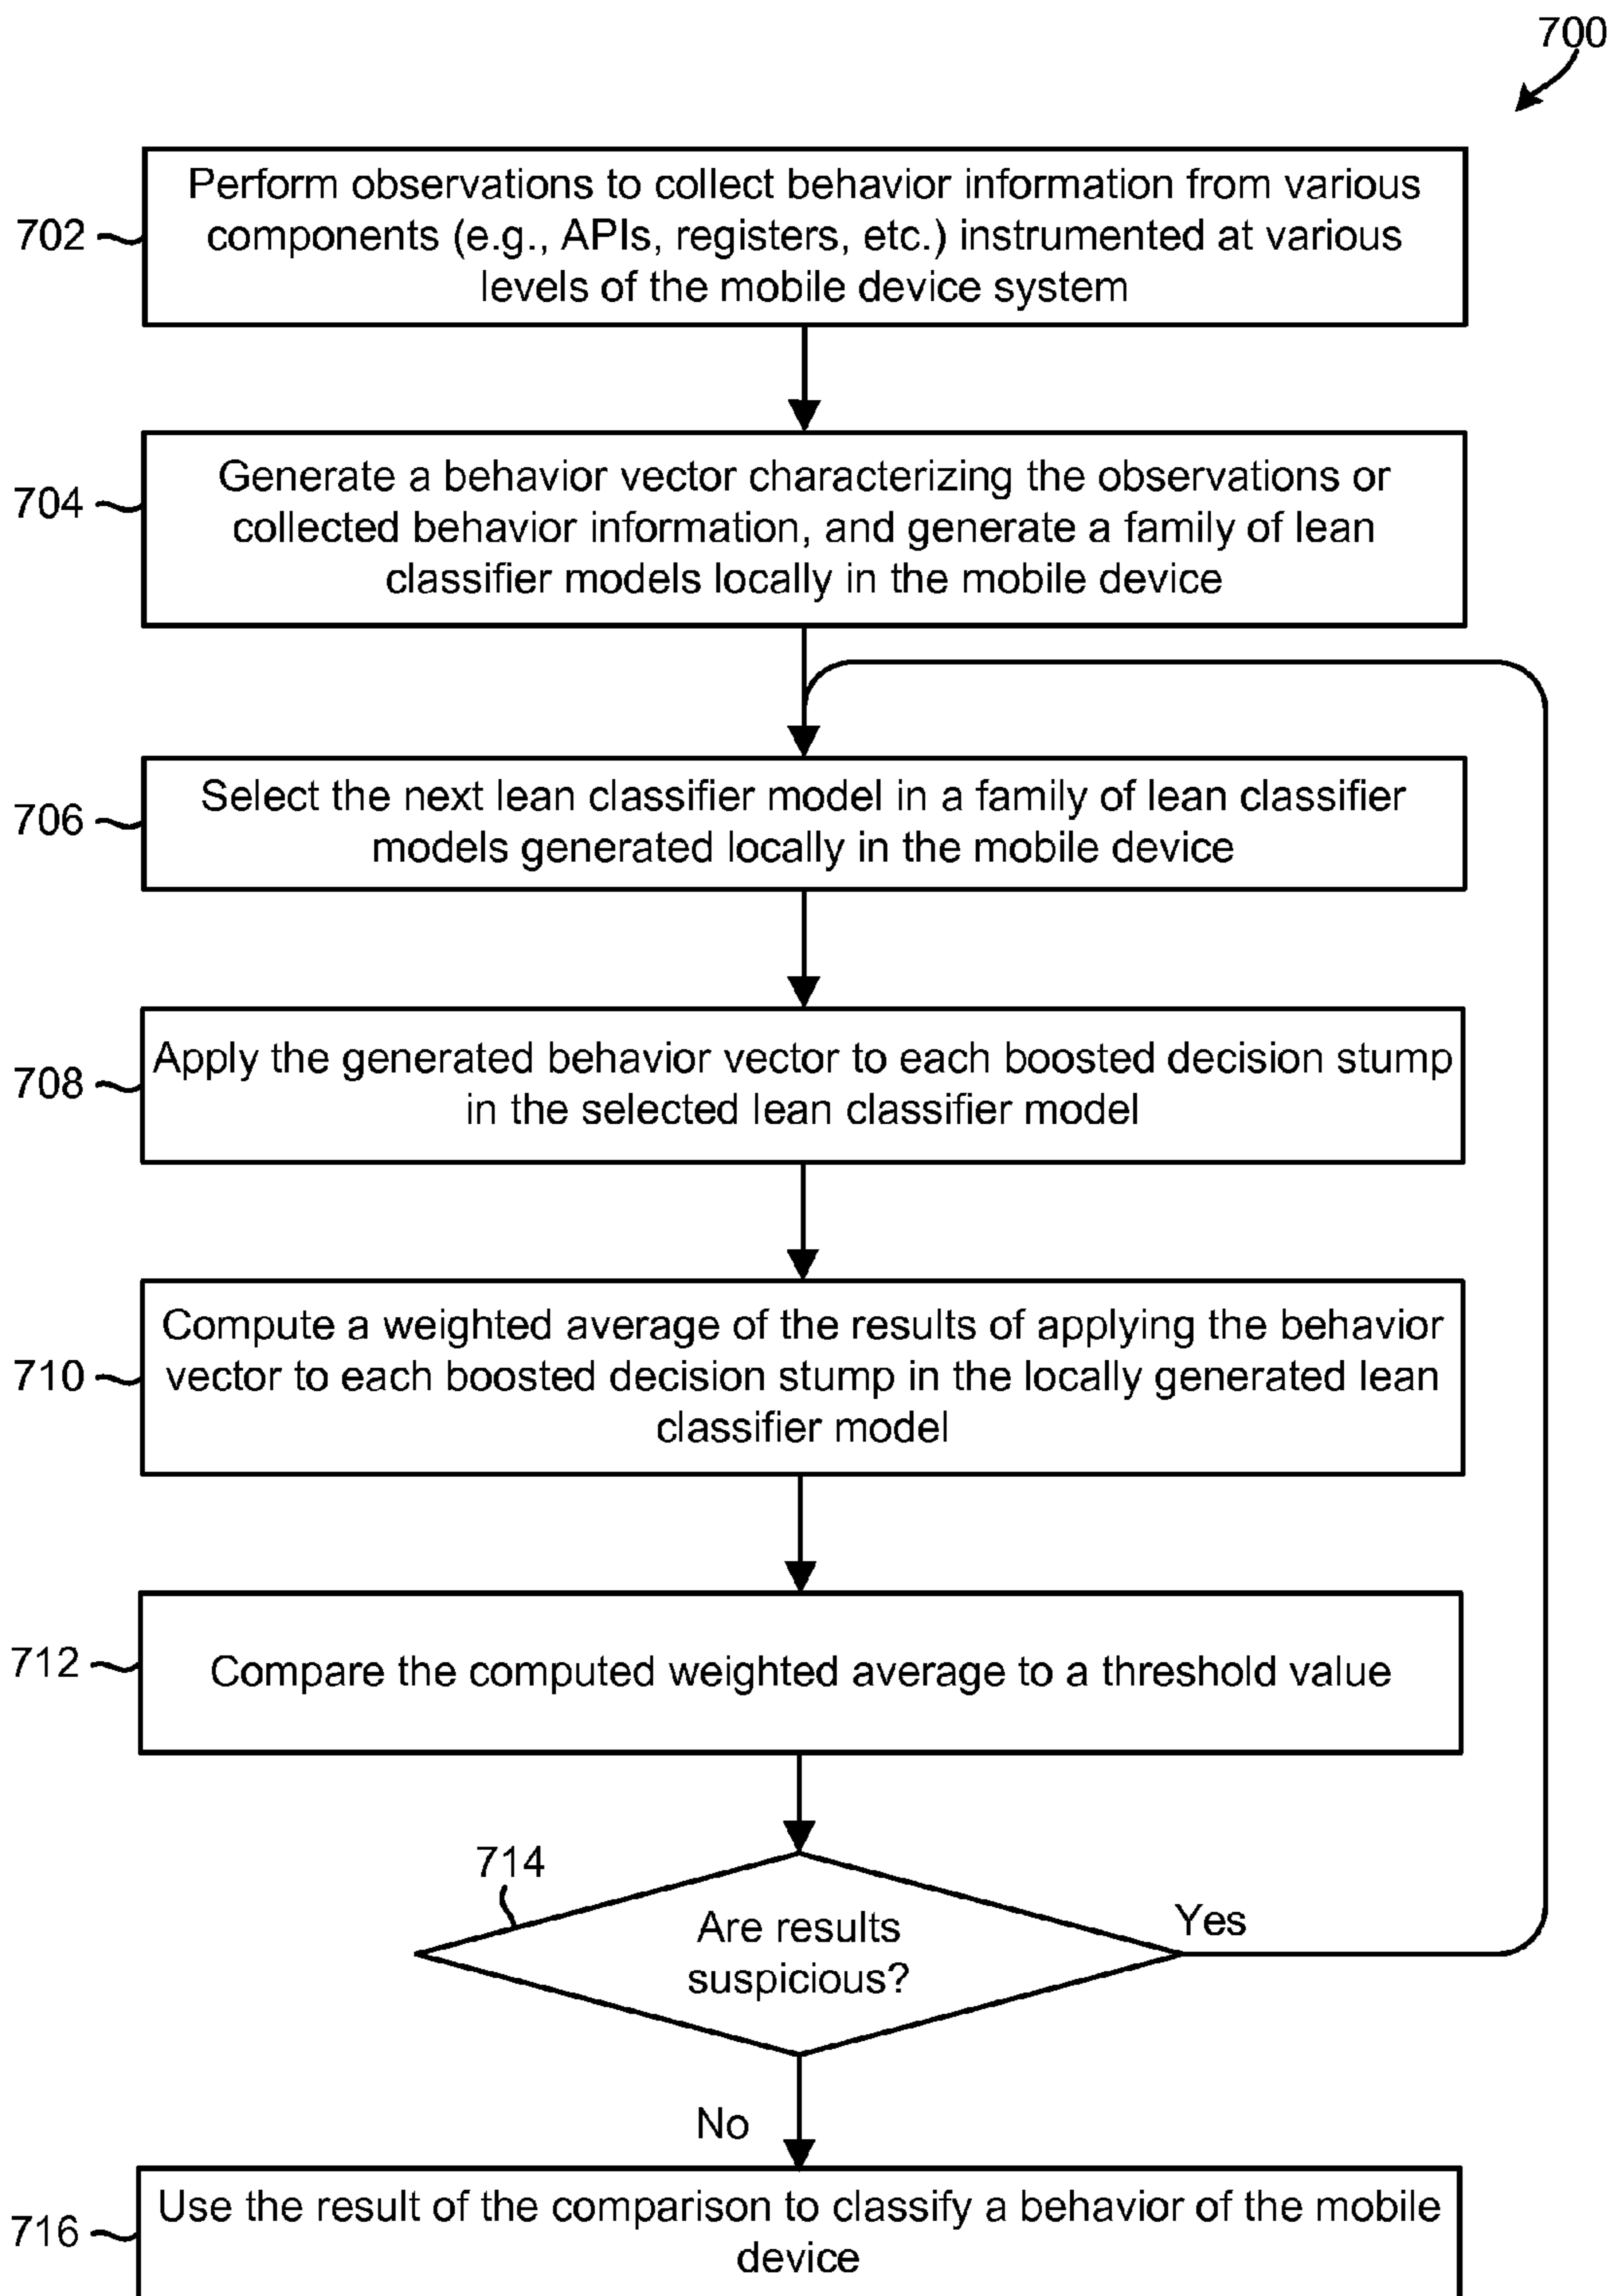 700
702
Perform observations to collect behavior information from various
components (e.g., APIs, registers, etc.) instrumented at various
levels of the mobile device system
704
Generate a behavior vector characterizing the observations or
collected behavior information, and generate a family of lean
classifier models locally in the mobile device
706
Select the next lean classifier model in a family of lean classifier
models generated locally in the mobile device
708
Apply the generated behavior vector to each boosted decision stump
in the selected lean classifier model
710
Compute a weighted average of the results of applying the behavior
vector to each boosted decision stump in the locally generated lean
classifier model
712
Compare the computed weighted average to a threshold value
714
Are results
suspicious?
Yes
No
716
Use the result of the comparison to classify a behavior of the mobile
device